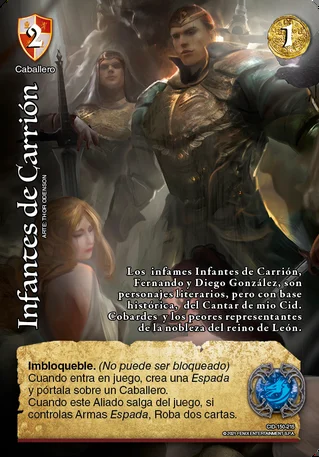 2
1
Caballero
Infantes de Carrión
ARTE: THOR ODENSON
Los infames Infantes de Carrión,
Fernando y Diego González, son
personajes literarios, pero con base
histórica, del Cantar de mio Cid.
Cobardes y los peores representantes
de la nobleza del reino de León.
Imbloqueble. (No puede ser bloqueado)
Cuando entra en juego, crea una Espada
y pórtala sobre un Caballero.
Cuando este Aliado salga del juego, si
controlas Armas Espada, Roba dos cartas.
CID-150-215
©2021 FENIX ENTERTAINMENT S.P.A.